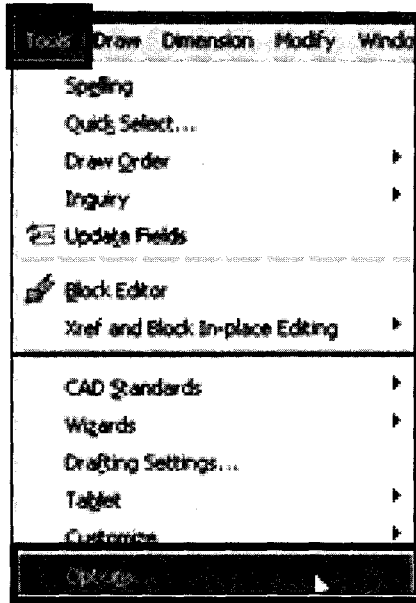 Tools Draw Dimension Modify Windo
Spelling
Quick Select...
Draw Order
Inquiry
Update Fields
Block Editor
Xref and Block In-place Editing
CAD Standards
Wizards
Drafting Settings...
Tablet
Customize
Options